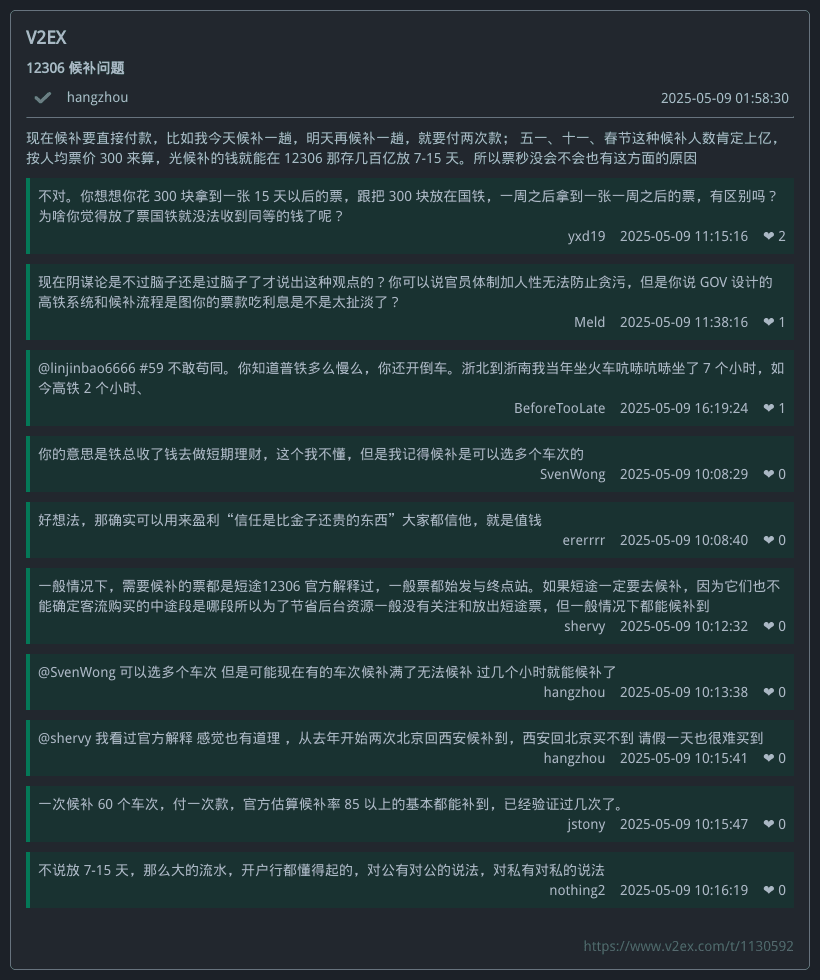 V2EX
12306 候补问题
hangzhou 2025-05-09 01:58:30
现在候补要直接付款，比如我今天候补一趟，明天再候补一趟，就要付两次款； 五一、十一、春节这种候补人数肯定上亿，
按人均票价 300 来算，光候补的钱就能在 12306 那存几百亿放 7-15 天。所以票秒没会不会也有这方面的原因
不对。你想想你花 300 块拿到一张 15 天以后的票，跟把 300 块放在国铁，一周之后拿到一张一周之后的票，有区别吗？
为啥你觉得放了票国铁就没法收到同等的钱了呢？
yxd19 2025-05-09 11:15:16 ❤ 2
现在阴谋论是不过脑子还是过脑子了才说出这种观点的？你可以说官员体制加人性无法防止贪污，但是你说 GOV 设计的
高铁系统和候补流程是图你的票款吃利息是不是太扯淡了？
Meld 2025-05-09 11:38:16 ❤ 1
@linjinbao6666 #59 不敢苟同。你知道普铁多么慢么，你还开倒车。浙北到浙南我当年坐火车吭哧吭哧坐了 7 个小时，如
今高铁 2 个小时、
BeforeTooLate 2025-05-09 16:19:24 ❤ 1
你的意思是铁总收了钱去做短期理财，这个我不懂，但是我记得候补是可以选多个车次的
SvenWong 2025-05-09 10:08:29 ❤ 0
好想法，那确实可以用来盈利“信任是比金子还贵的东西”大家都信他，就是值钱
ererrrr 2025-05-09 10:08:40 ❤ 0
一般情况下，需要候补的票都是短途12306 官方解释过，一般票都始发与终点站。如果短途一定要去候补，因为它们也不
能确定客流购买的中途段是哪段所以为了节省后台资源一般没有关注和放出短途票，但一般情况下都能候补到
shervy 2025-05-09 10:12:32 ❤ 0
@SvenWong 可以选多个车次 但是可能现在有的车次候补满了无法候补 过几个小时就能候补了
hangzhou 2025-05-09 10:13:38 ❤ 0
@shervy 我看过官方解释 感觉也有道理 ，从去年开始两次北京回西安候补到，西安回北京买不到 请假一天也很难买到
hangzhou 2025-05-09 10:15:41 ❤ 0
一次候补 60 个车次，付一次款，官方估算候补率 85 以上的基本都能补到，已经验证过几次了。
jstony 2025-05-09 10:15:47 ❤ 0
不说放 7-15 天，那么大的流水，开户行都懂得起的，对公有对公的说法，对私有对私的说法
nothing2 2025-05-09 10:16:19 ❤ 0
https://www.v2ex.com/t/1130592